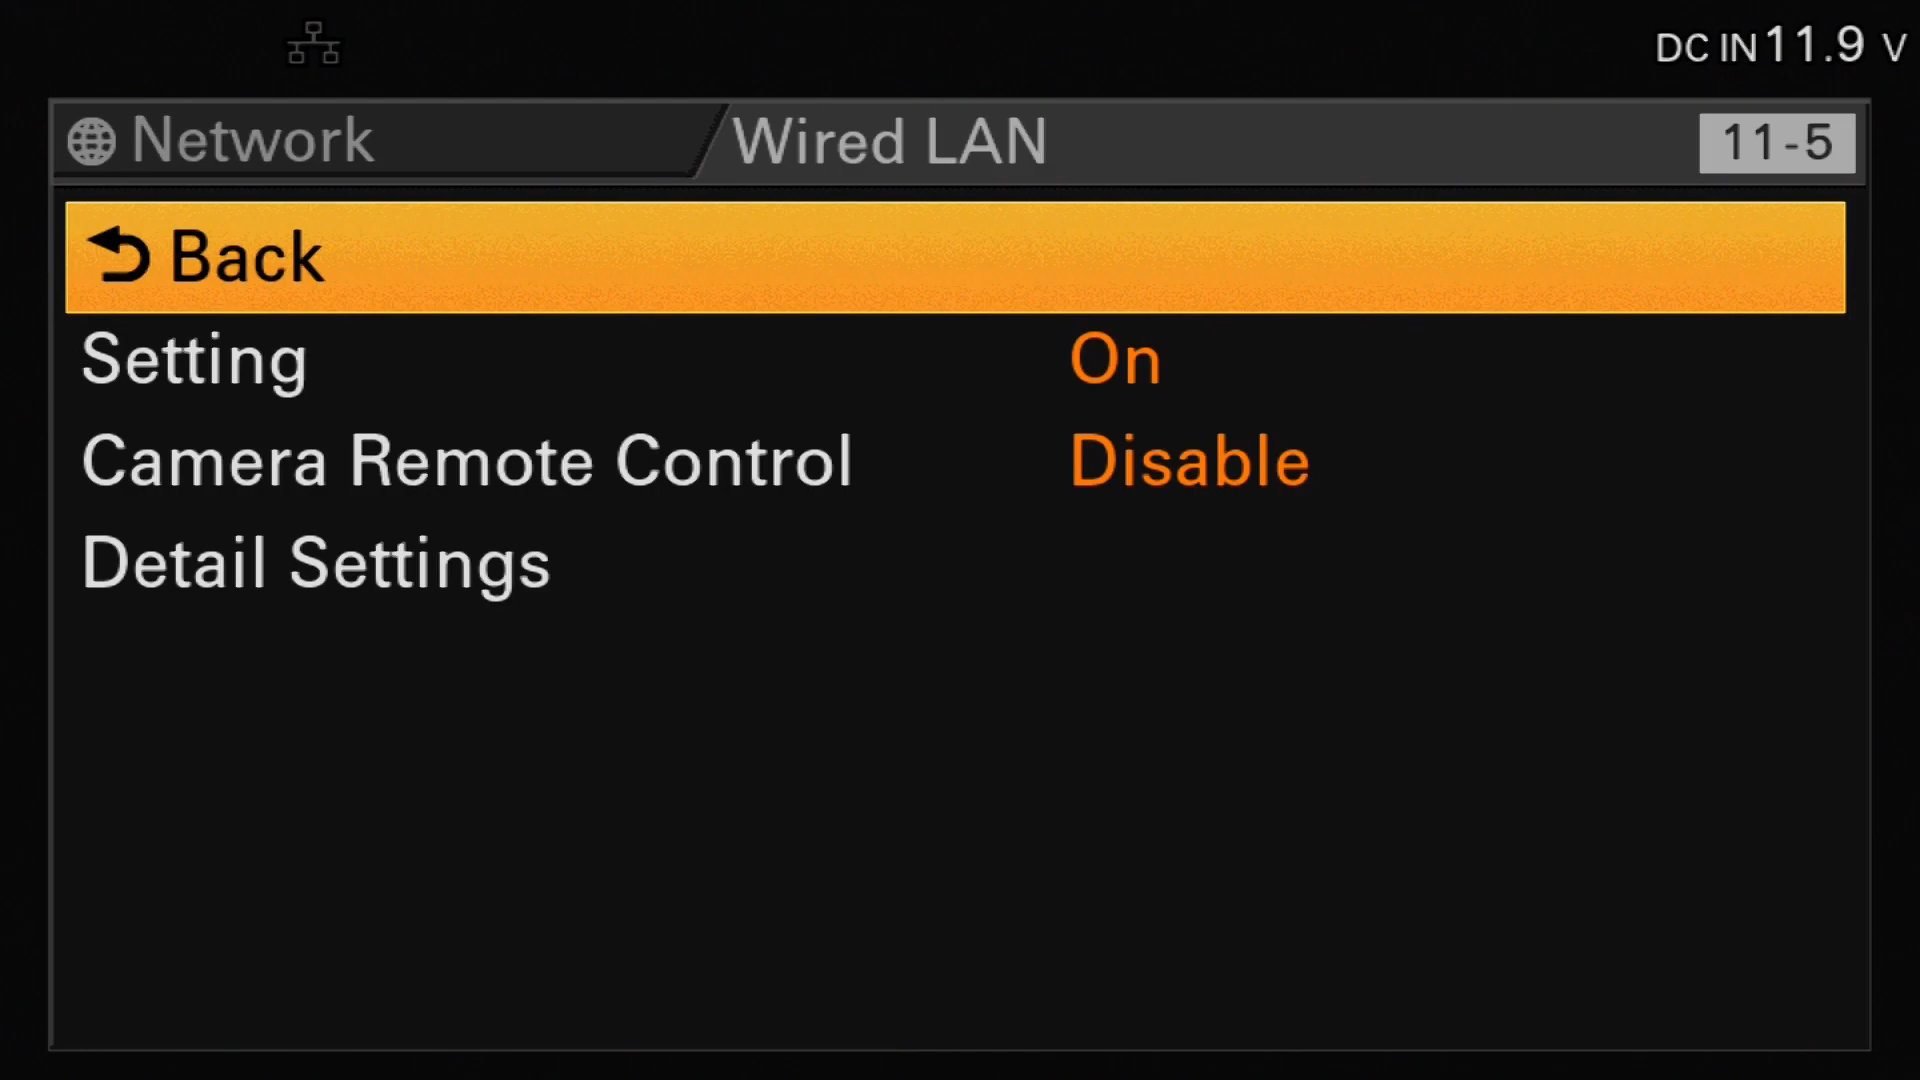 DC IN 11.9 V
Network
Wired LAN
11-5
Back
Setting On
Camera Remote Control Disable
Detail Settings